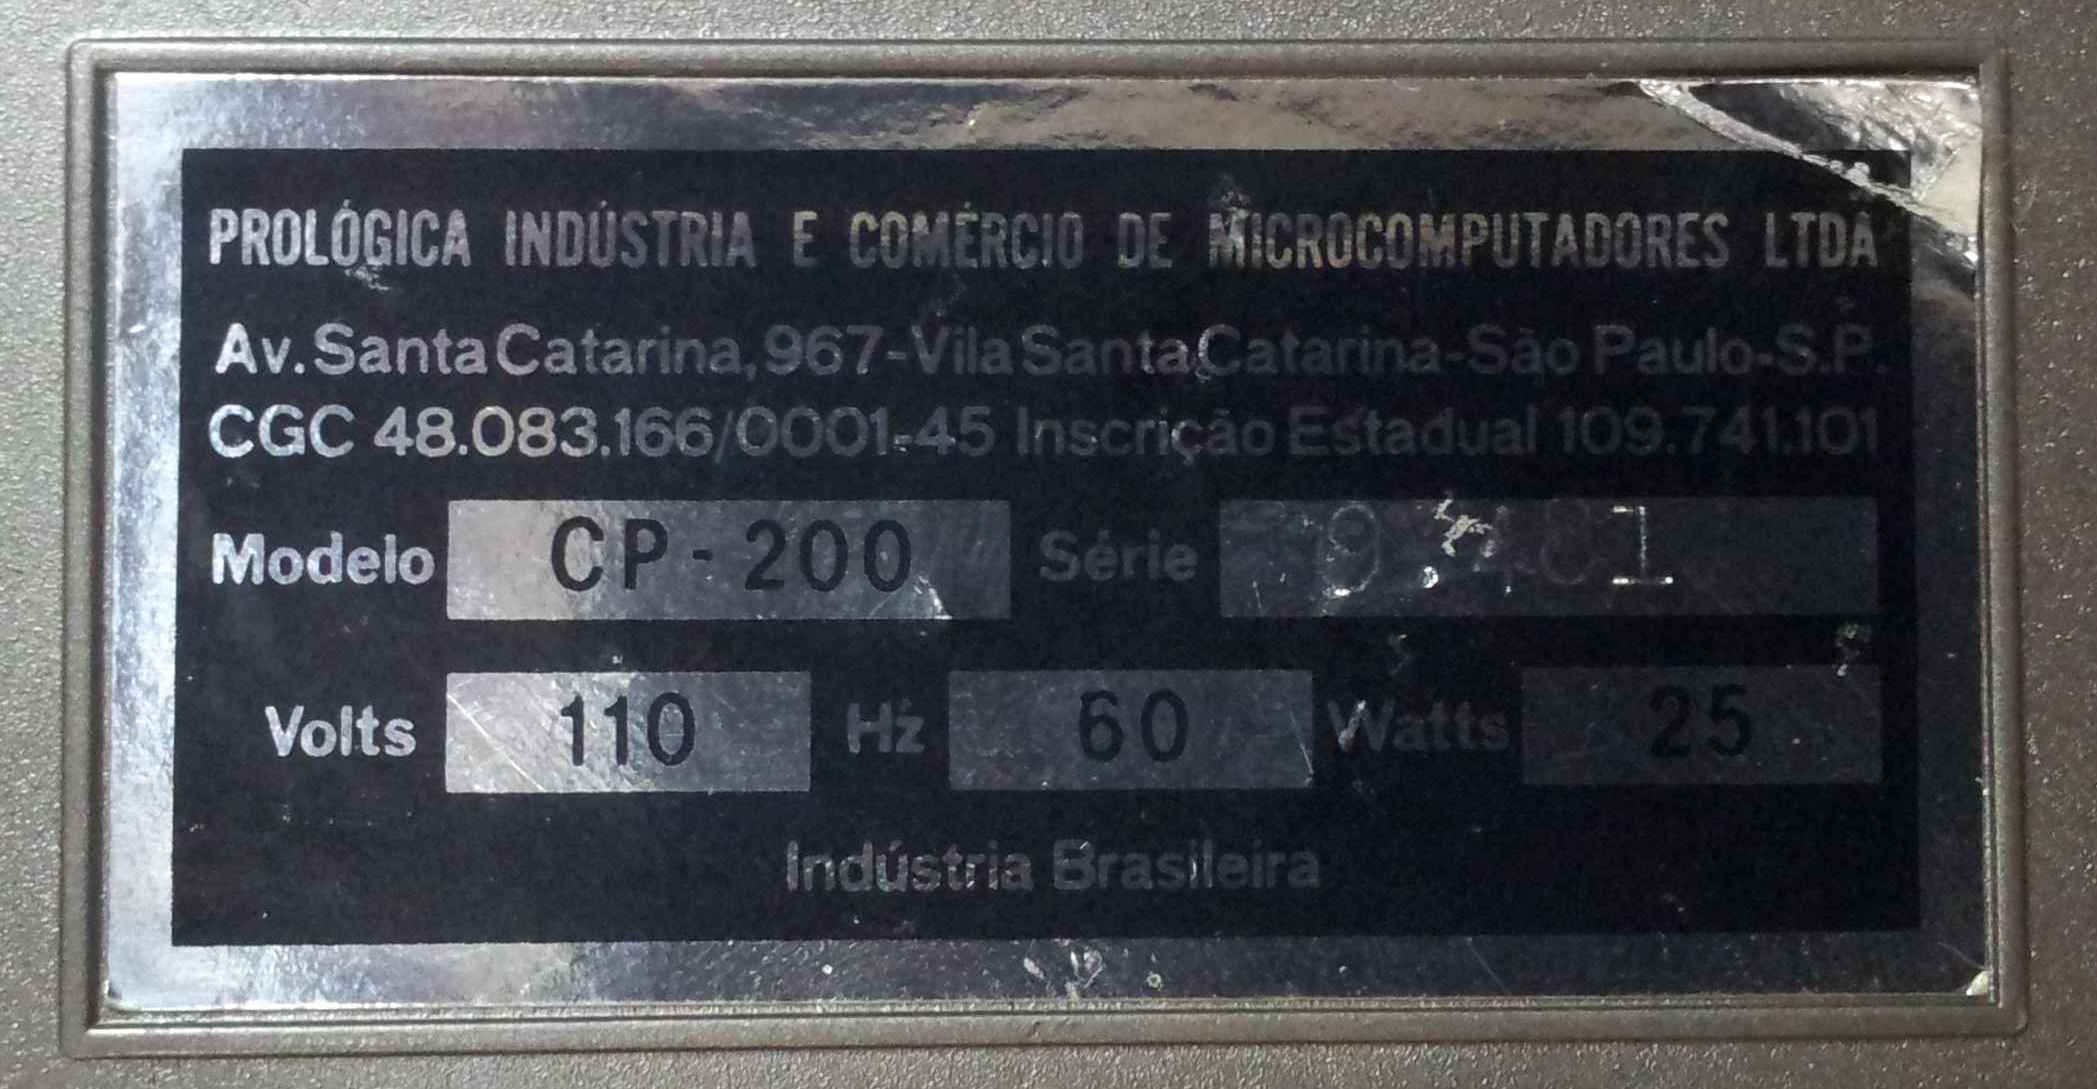 PROLÓGICA INDÚSTRIA E COMÉRCIO DE MICROCOMPUTADORES LTDA
Av. Santa Catarina, 967-Vila Santa Catarina-São Paulo-S.P.
CGC 48.083.166/0001-45 Inscrição Estadual 109.741.101
Modelo CP-200 Série
Volts 110 Hz 60 Watts 25
Indústria Brasileira